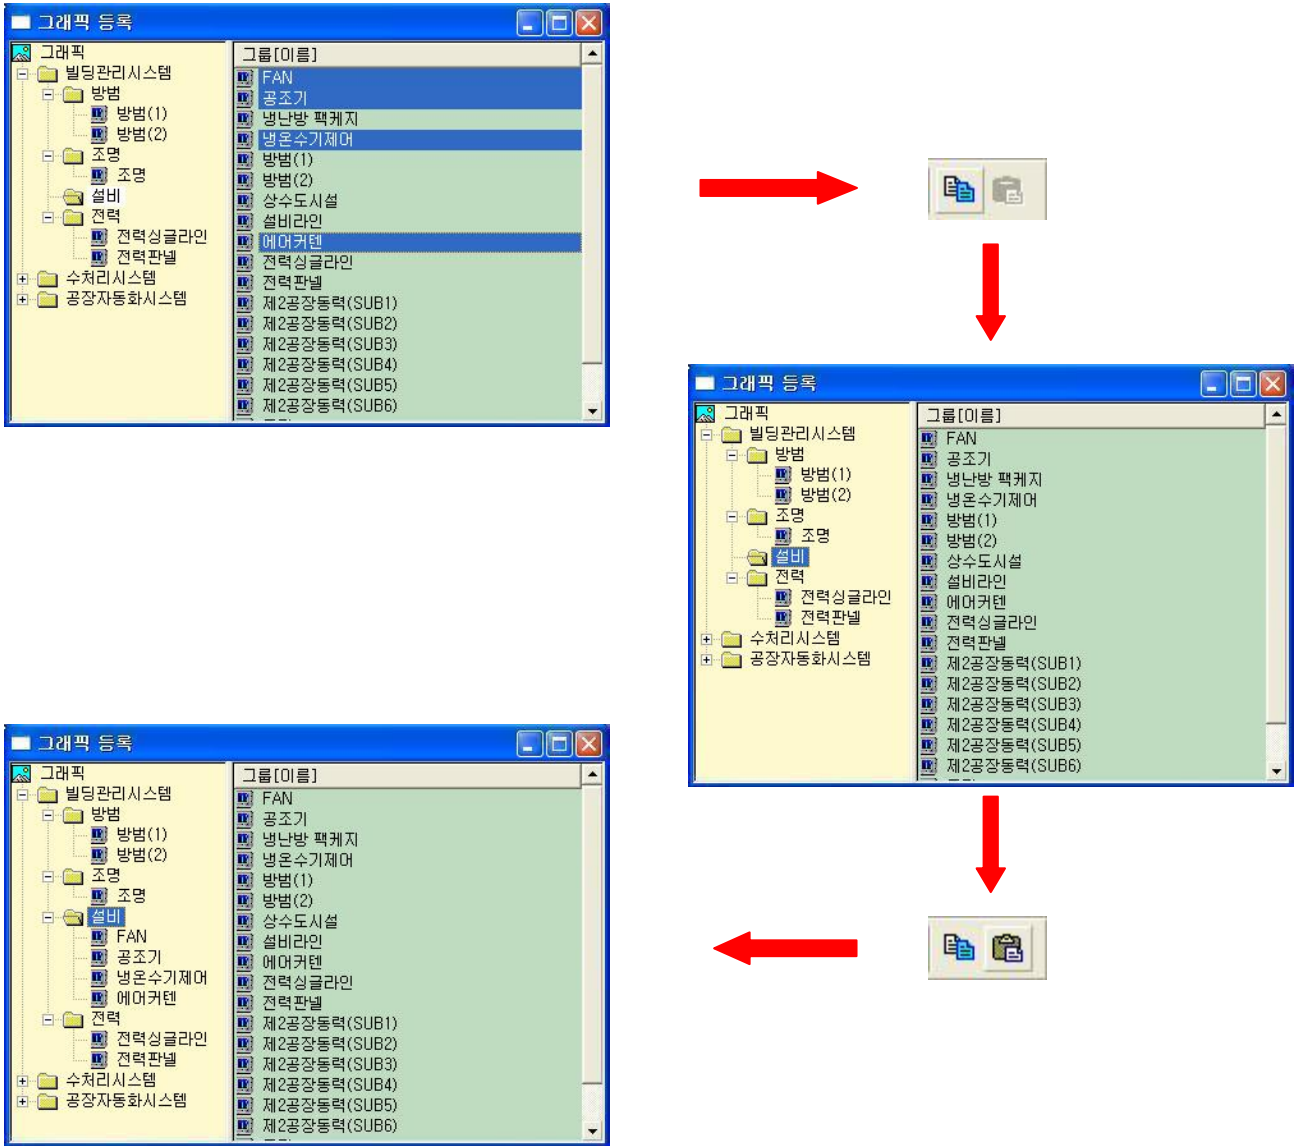 그래픽 등록
그래픽
빌딩관리시스템
방범
방범(1)
방범(2)
조명
조명
설비
전력
전력싱글라인
전력판넬
수처리시스템
공장자동화시스템
그룹[이름]
FAN
공조기
냉난방 팩케지
냉온수기제어
방범(1)
방범(2)
상수도시설
설비라인
에어커텐
전력싱글라인
전력판넬
제2공장동력(SUB1)
제2공장동력(SUB2)
제2공장동력(SUB3)
제2공장동력(SUB4)
제2공장동력(SUB5)
제2공장동력(SUB6)
그래픽 등록
그래픽
빌딩관리시스템
방범
방범(1)
방범(2)
조명
조명
설비
전력
전력싱글라인
전력판넬
수처리시스템
공장자동화시스템
그룹[이름]
FAN
공조기
냉난방 팩케지
냉온수기제어
방범(1)
방범(2)
상수도시설
설비라인
에어커텐
전력싱글라인
전력판넬
제2공장동력(SUB1)
제2공장동력(SUB2)
제2공장동력(SUB3)
제2공장동력(SUB4)
제2공장동력(SUB5)
제2공장동력(SUB6)
그래픽 등록
그래픽
빌딩관리시스템
방범
방범(1)
방범(2)
조명
조명
설비
FAN
공조기
냉온수기제어
에어커텐
전력
전력싱글라인
전력판넬
수처리시스템
공장자동화시스템
그룹[이름]
FAN
공조기
냉난방 팩케지
냉온수기제어
방범(1)
방범(2)
상수도시설
설비라인
에어커텐
전력싱글라인
전력판넬
제2공장동력(SUB1)
제2공장동력(SUB2)
제2공장동력(SUB3)
제2공장동력(SUB4)
제2공장동력(SUB5)
제2공장동력(SUB6)